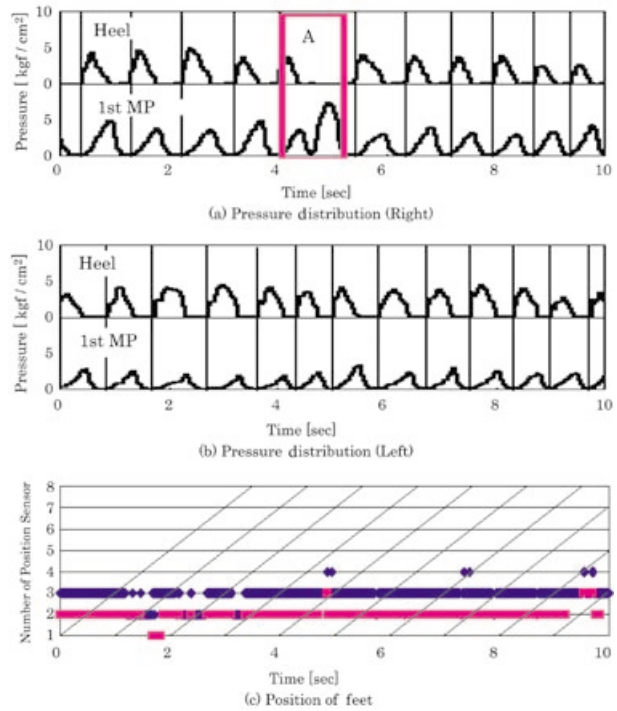 Pressure [ kgf / cm²]
10
5
0
5
0
Heel
A
1st MP
0 2 4 6 8 10
Time [sec]
(a) Pressure distribution (Right)
Pressure [ kgf / cm²]
10
5
0
5
0
Heel
1st MP
0 2 4 6 8 10
Time [sec]
(b) Pressure distribution (Left)
Number of Position Sensor
8
7
6
5
4
3
2
1
0 2 4 6 8 10
Time [sec]
(c) Position of feet